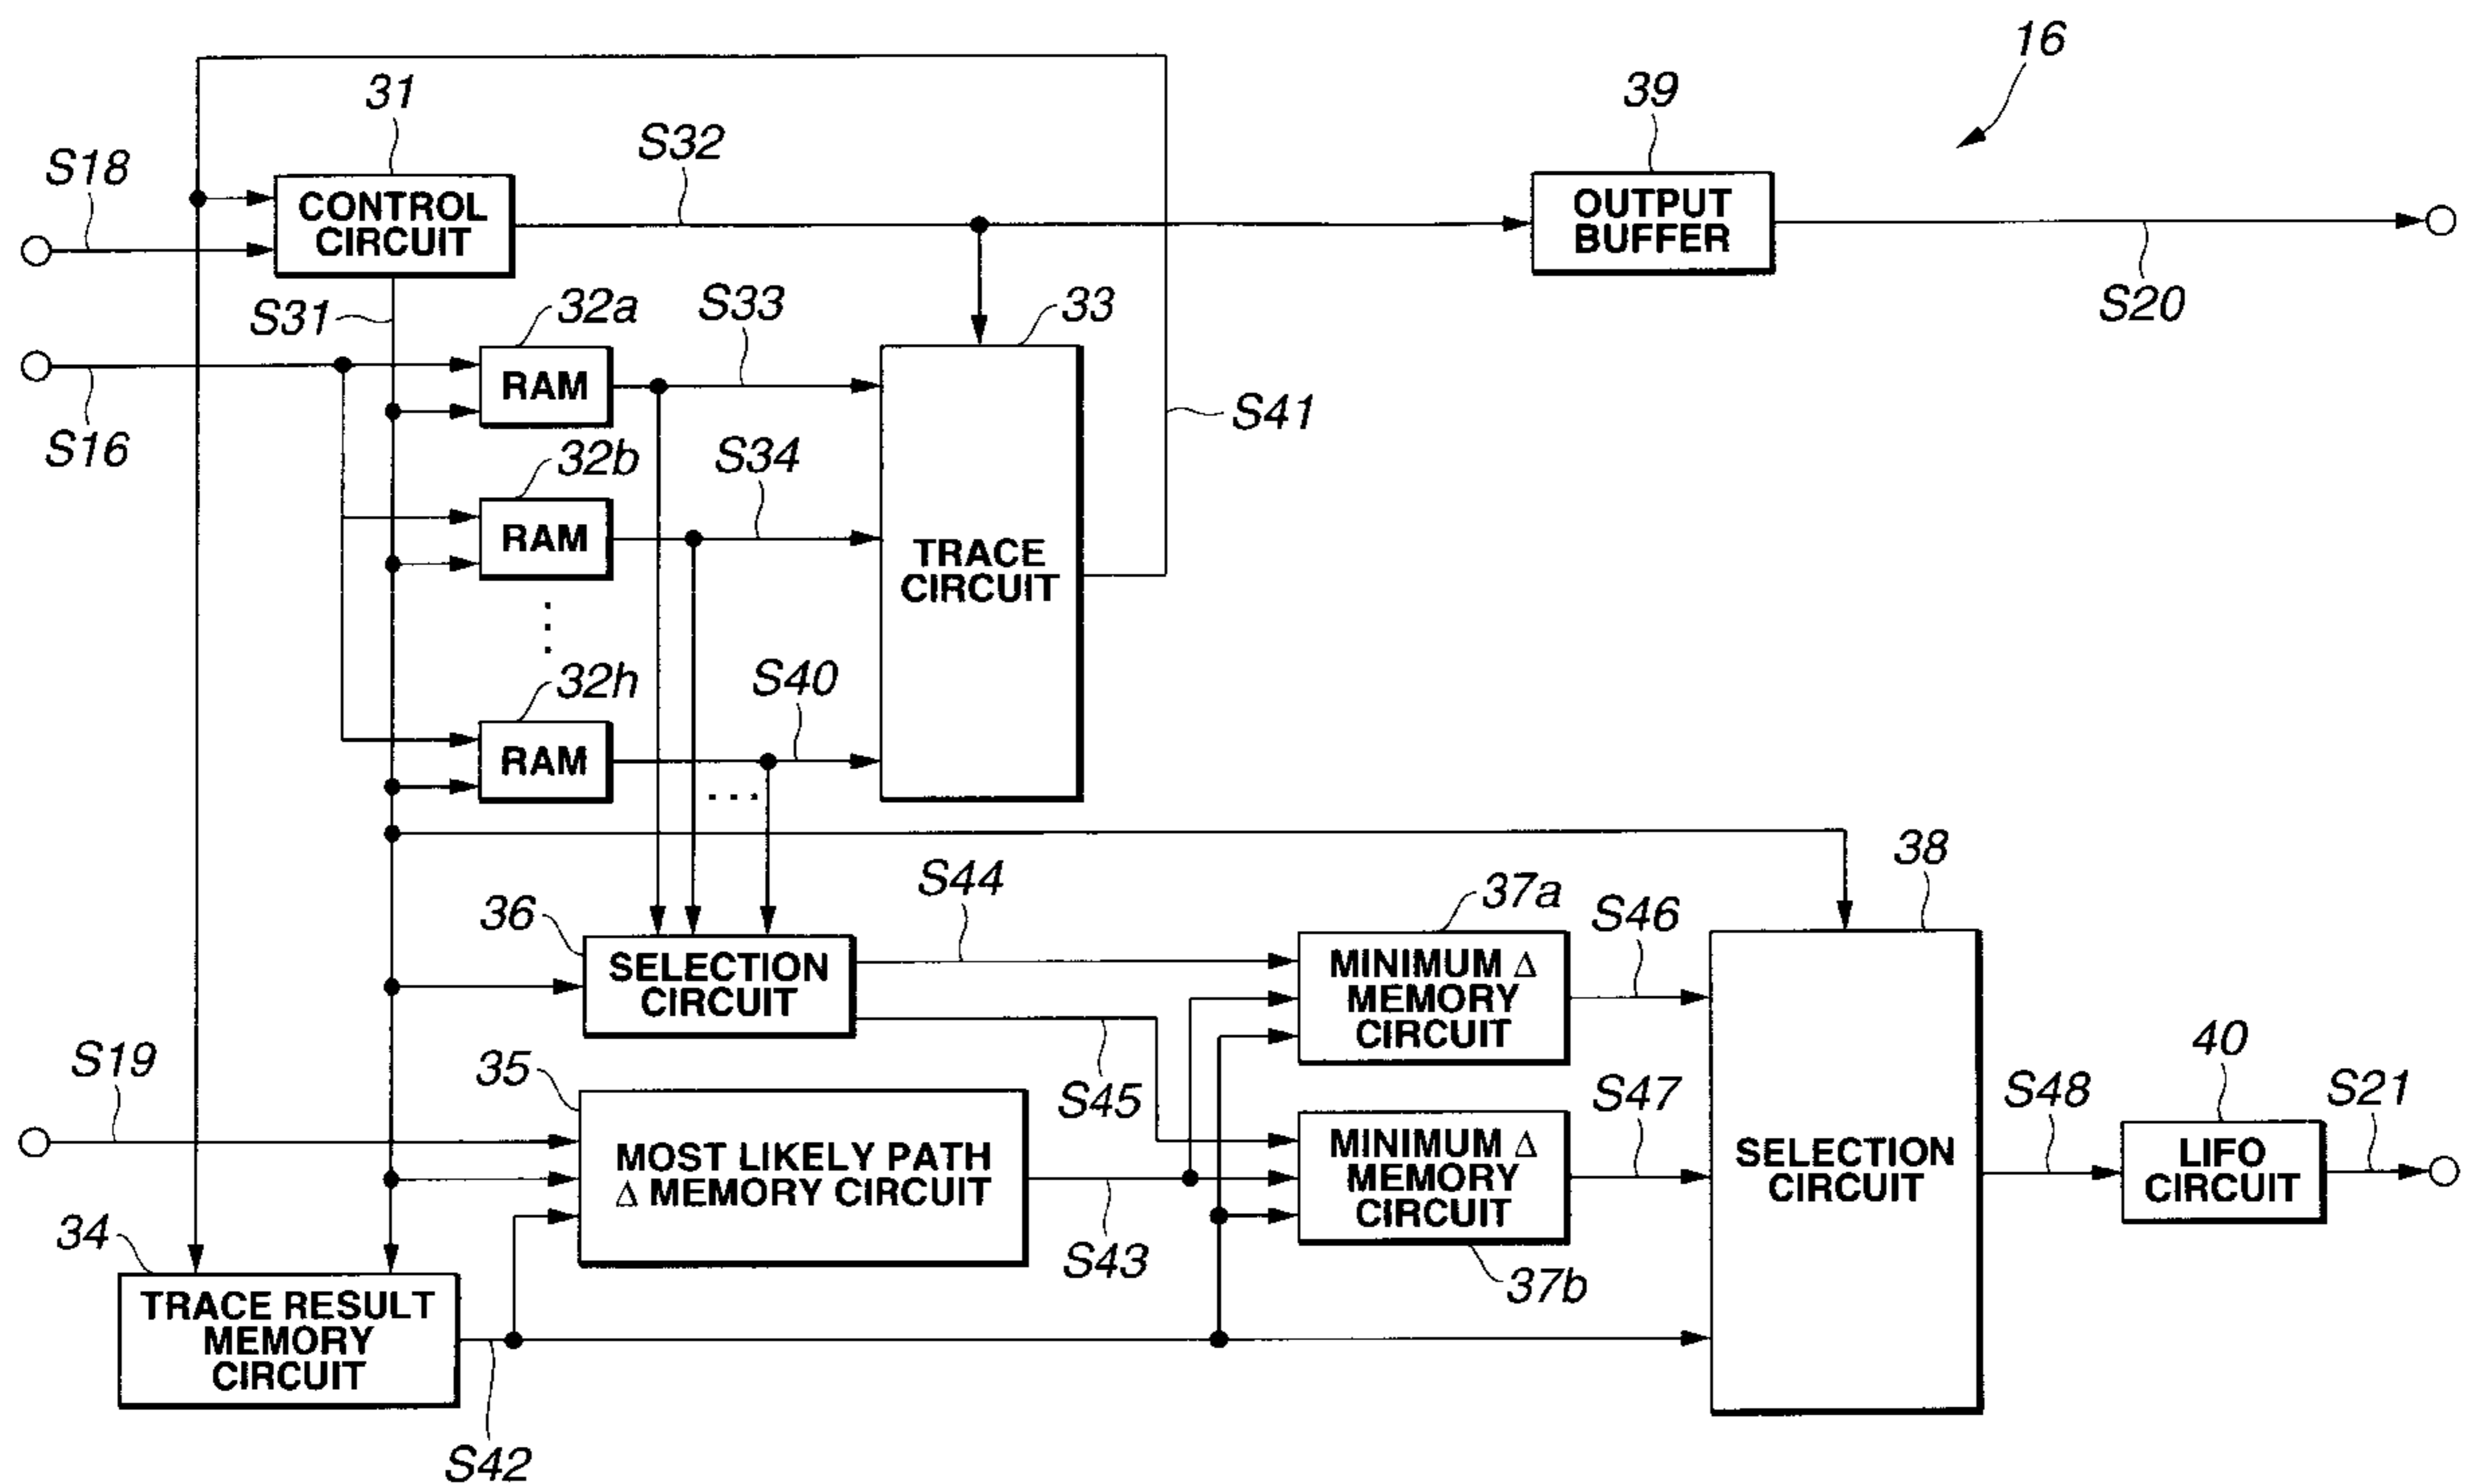 16
31
39
S32
S18
CONTROL
CIRCUIT
OUTPUT
BUFFER
S31
32a
S33
33
S20
RAM
S16
S41
32b
S34
RAM
TRACE
CIRCUIT
32h
S40
RAM
38
S44
37a
S46
36
SELECTION
CIRCUIT
MINIMUM Δ
MEMORY
CIRCUIT
S19
35
S45
S47
40
S48
S21
MOST LIKELY PATH
Δ MEMORY CIRCUIT
MINIMUM Δ
MEMORY
CIRCUIT
SELECTION
CIRCUIT
LIFO
CIRCUIT
34
S43
37b
TRACE RESULT
MEMORY
CIRCUIT
S42